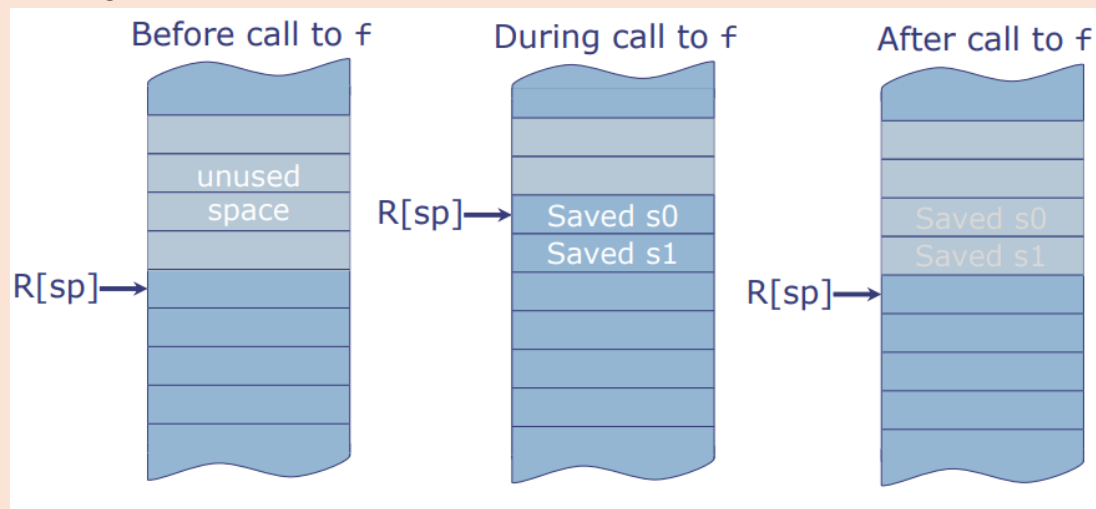 Before call to f
During call to f
After call to f
unused
space
R[sp]
R[sp]
Saved s0
Saved s1
Saved s0
Saved s1
R[sp]